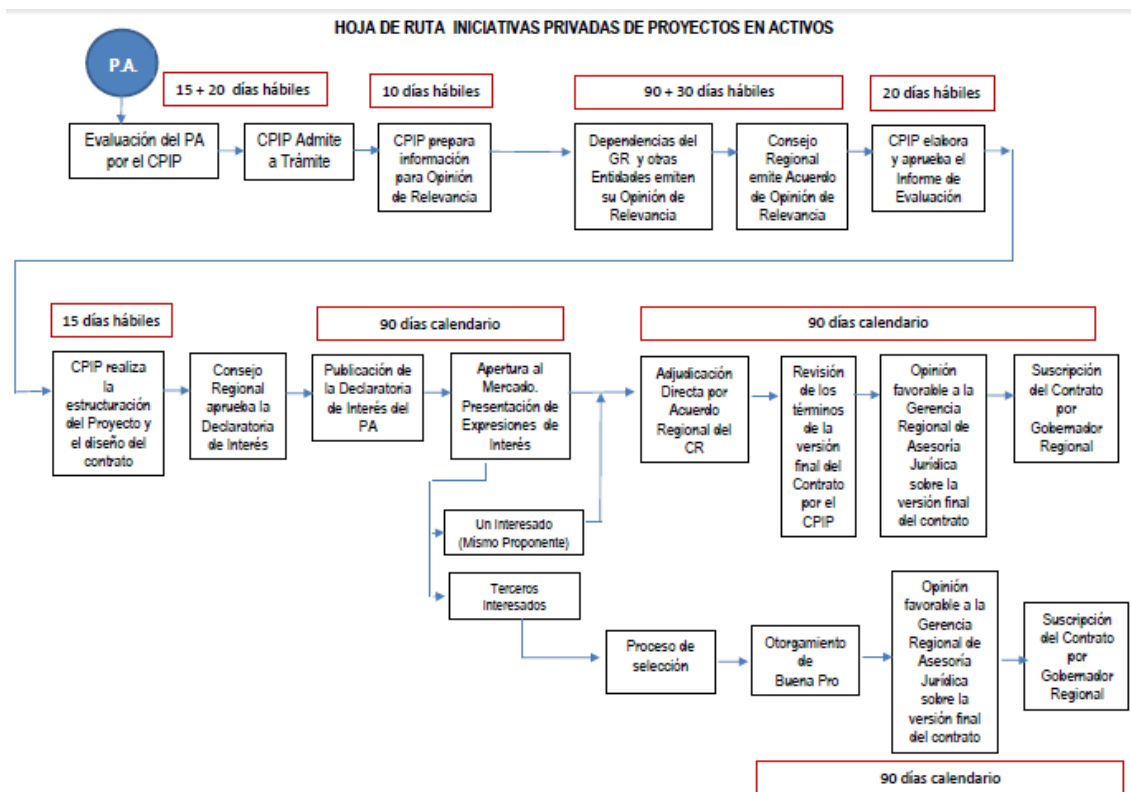 HOJA DE RUTA INICIATIVAS PRIVADAS DE PROYECTOS EN ACTIVOS
P.A.
15 + 20 días hábiles
10 días hábiles
90 + 30 días hábiles
20 días hábiles
Evaluación del PA
por el CPIP
CPIP Admite
a Trámite
CPIP prepara
información
para Opinión
de Relevancia
Dependencias del
GR y otras
Entidades emiten
su Opinión de
Relevancia
Consejo
Regional
emite Acuerdo
de Opinión de
Relevancia
CPIP elabora
y aprueba el
Informe de
Evaluación
15 días hábiles
90 días calendario
90 días calendario
CPIP realiza
la
estructuración
del Proyecto y
el diseño del
contrato
Consejo
Regional
aprueba la
Declaratoria
de Interés
Publicación de
la Declaratoria
de Interés del
PA
Apertura al
Mercado.
Presentación de
Expresiones de
Interés
Adjudicación
Directa por
Acuerdo
Regional del
CR
Revisión
de los
términos
de la
versión
final del
Contrato
por el
CPIP
Opinión
favorable a la
Gerencia
Regional de
Asesoría
Jurídica
sobre la
versión final
del contrato
Suscripción
del Contrato
por
Gobernador
Regional
Un Interesado
(Mismo Proponente)
Terceros
Interesados
Proceso de
selección
Otorgamiento
de
Buena Pro
Opinión
favorable a la
Gerencia
Regional de
Asesoría
Jurídica
sobre la
versión final
del contrato
Suscripción
del Contrato
por
Gobernador
Regional
90 días calendario